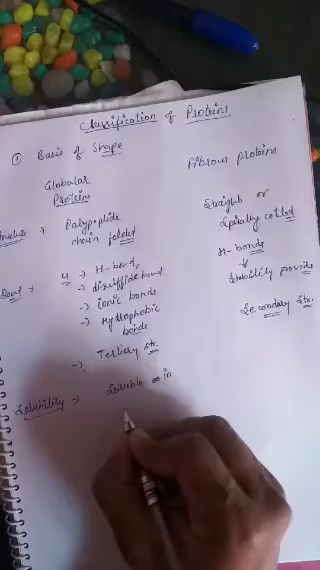 Classification of Proteins
① Basis of Shape
Globular Protein
Fibrous proteins
Structure → Polypeptide chain folded
Straight or Spirally coiled
Bond → 4 → H-bond,
→ disulfide bond
→ ionic bonds
→ Hydrophobic bonds
H-bonds
↓
Stability provide
→ Tertiary str.
Secondary Str.
Solubility → Soluble in